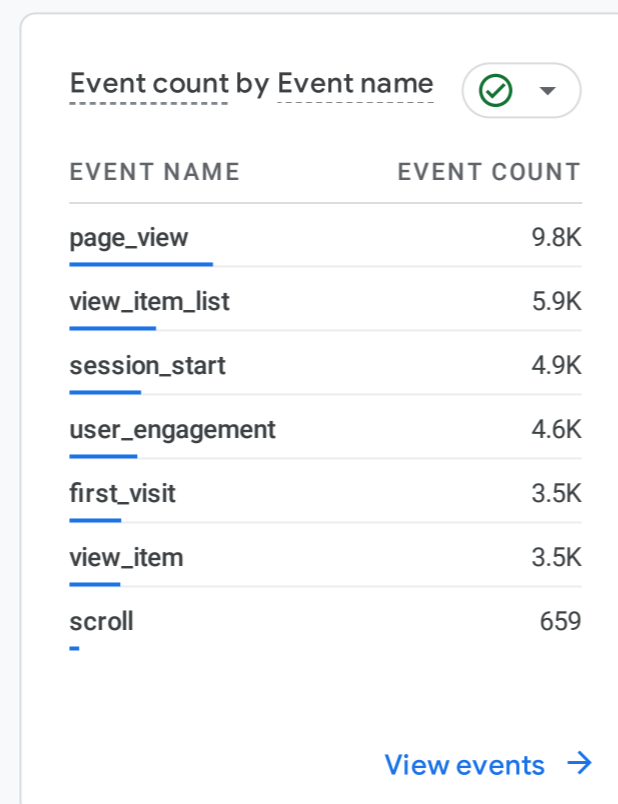 Event count by Event name
EVENT NAME EVENT COUNT
page_view 9.8K
view_item_list 5.9K
session_start 4.9K
user_engagement 4.6K
first_visit 3.5K
view_item 3.5K
scroll 659
View events